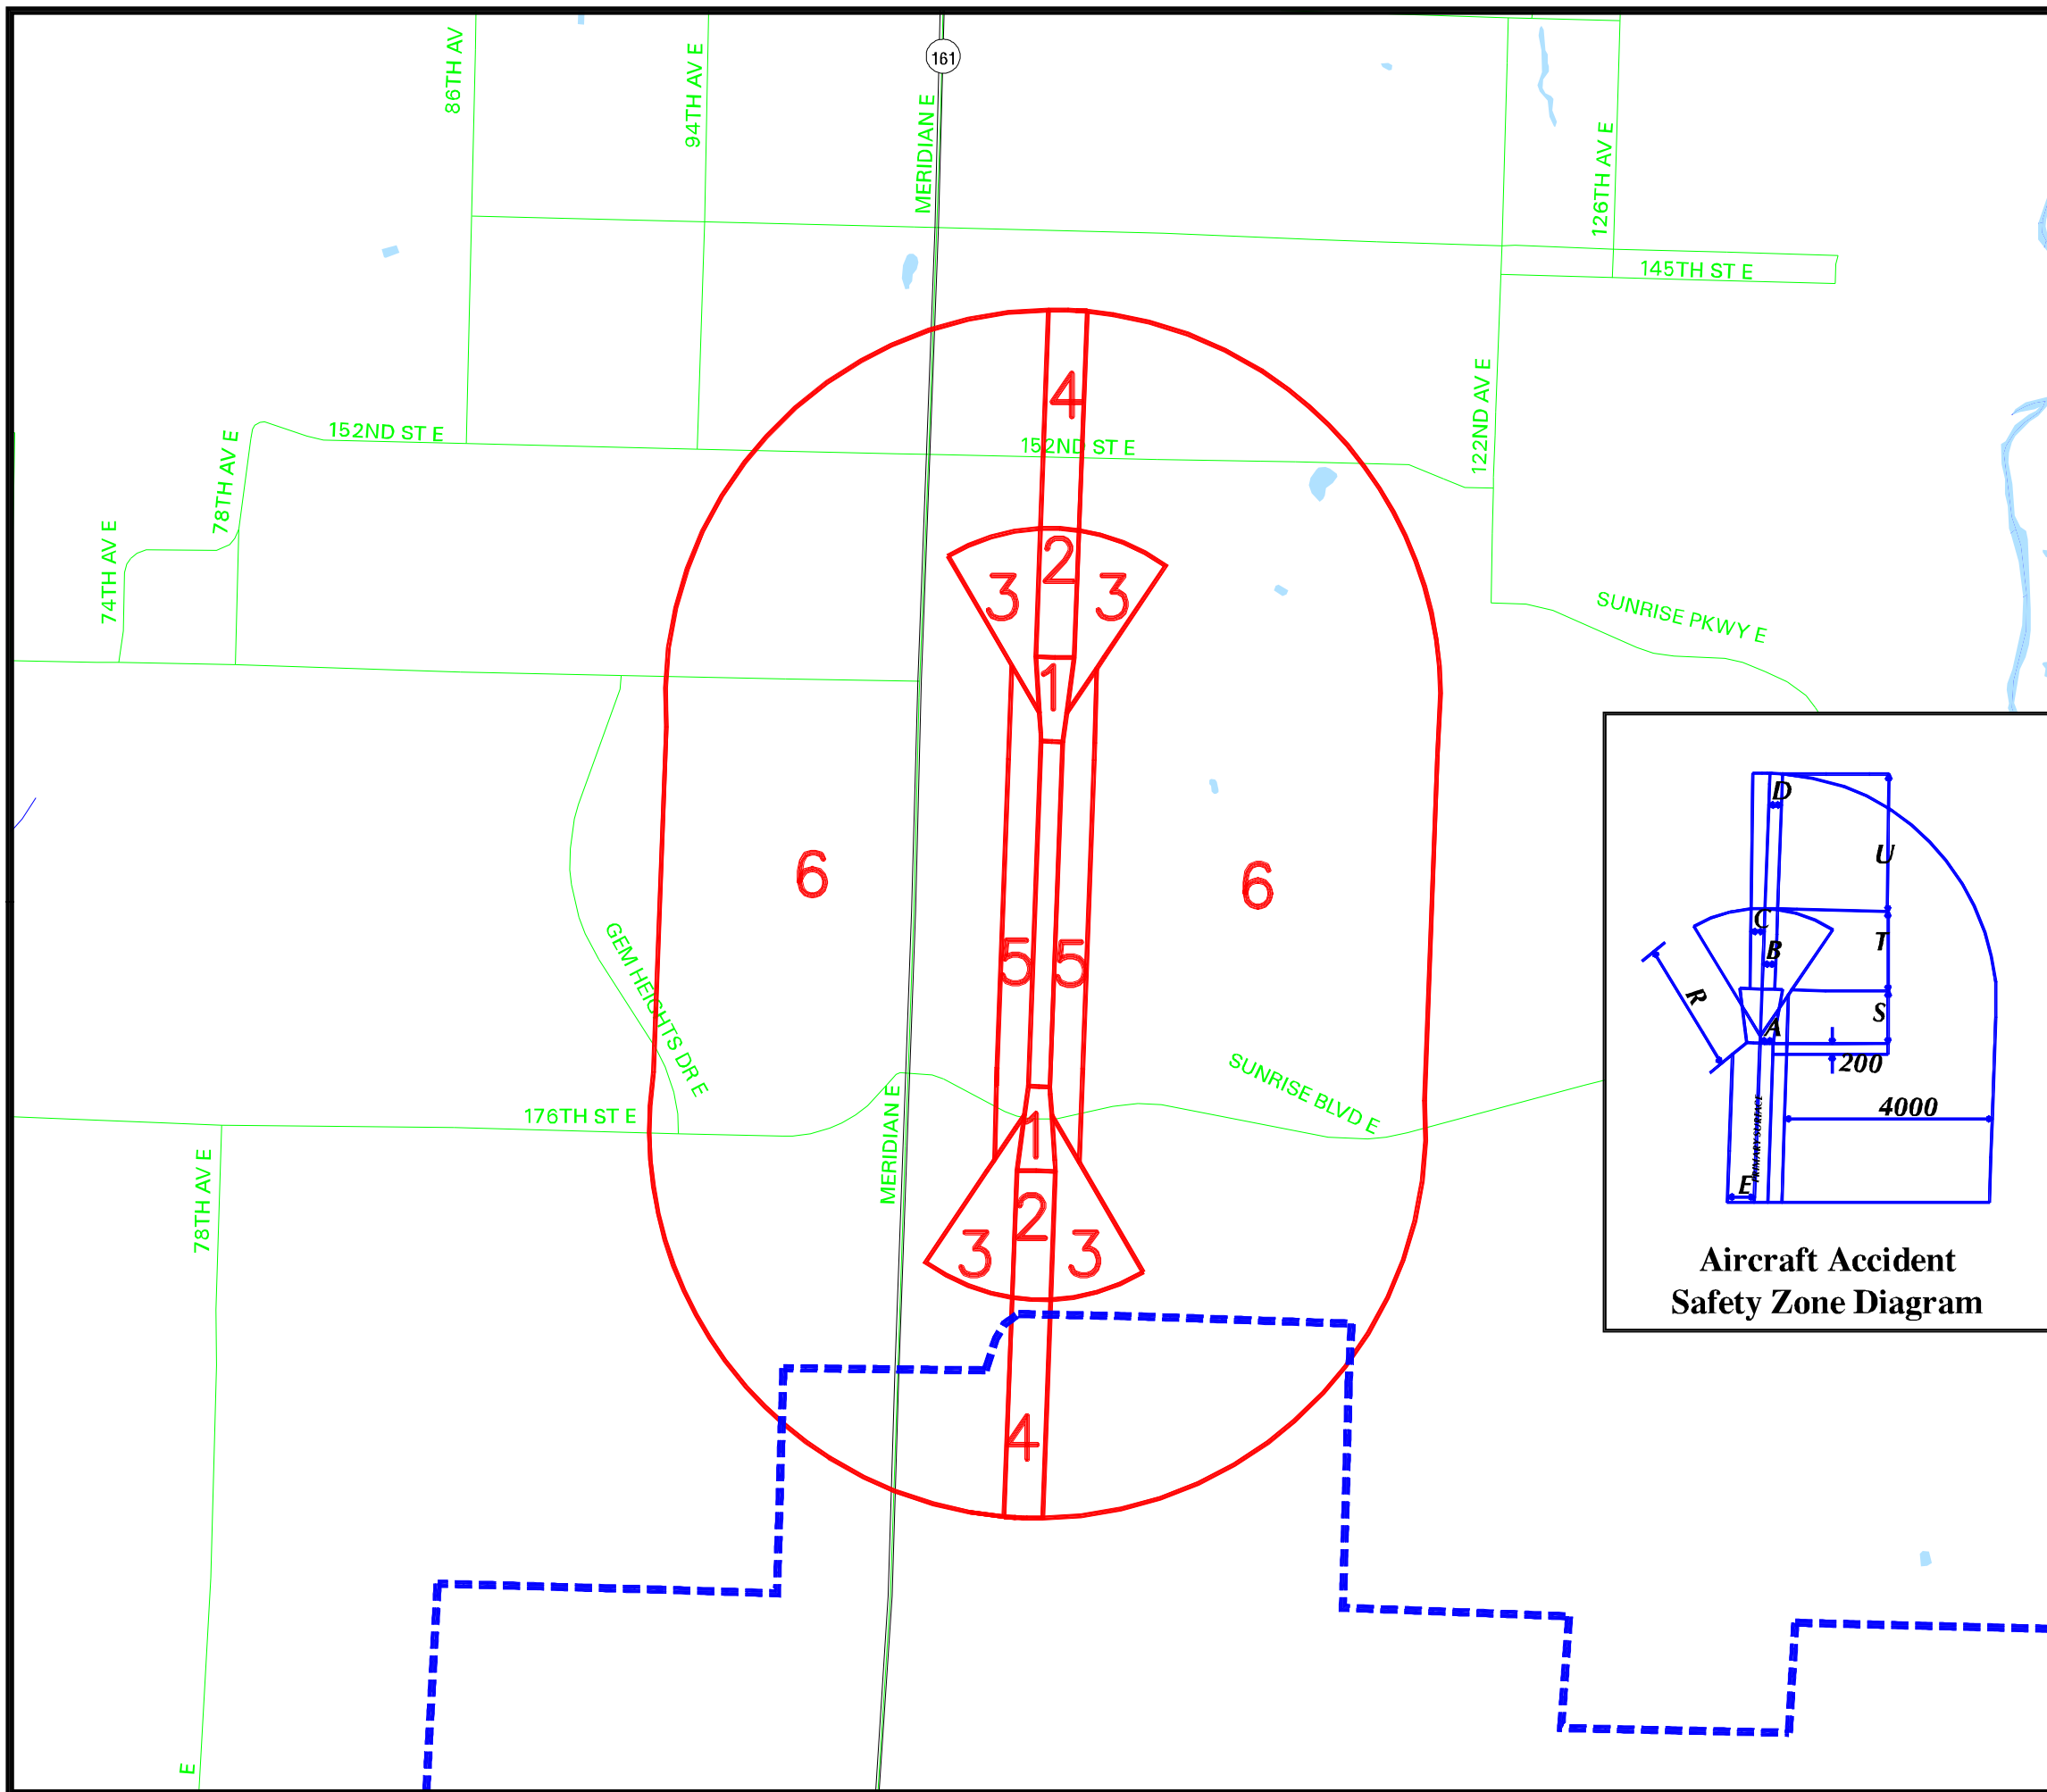 86TH AV
94TH AV E
161
MERIDIAN E
126TH AV E
145TH ST E
122ND AV E
4
152ND ST E
152ND ST E
78TH AV E
74TH AV E
2
3
3
SUNRISE PKWY E
1
6
6
5
5
GEM HEIGHTS DR E
SUNRISE BLVD E
176TH ST E
MERIDIAN E
78TH AV E
1
2
3
3
4
E
D
U
C
T
B
R
S
A
200
4000
PRIMARY SURFACE
E
Aircraft Accident
Safety Zone Diagram